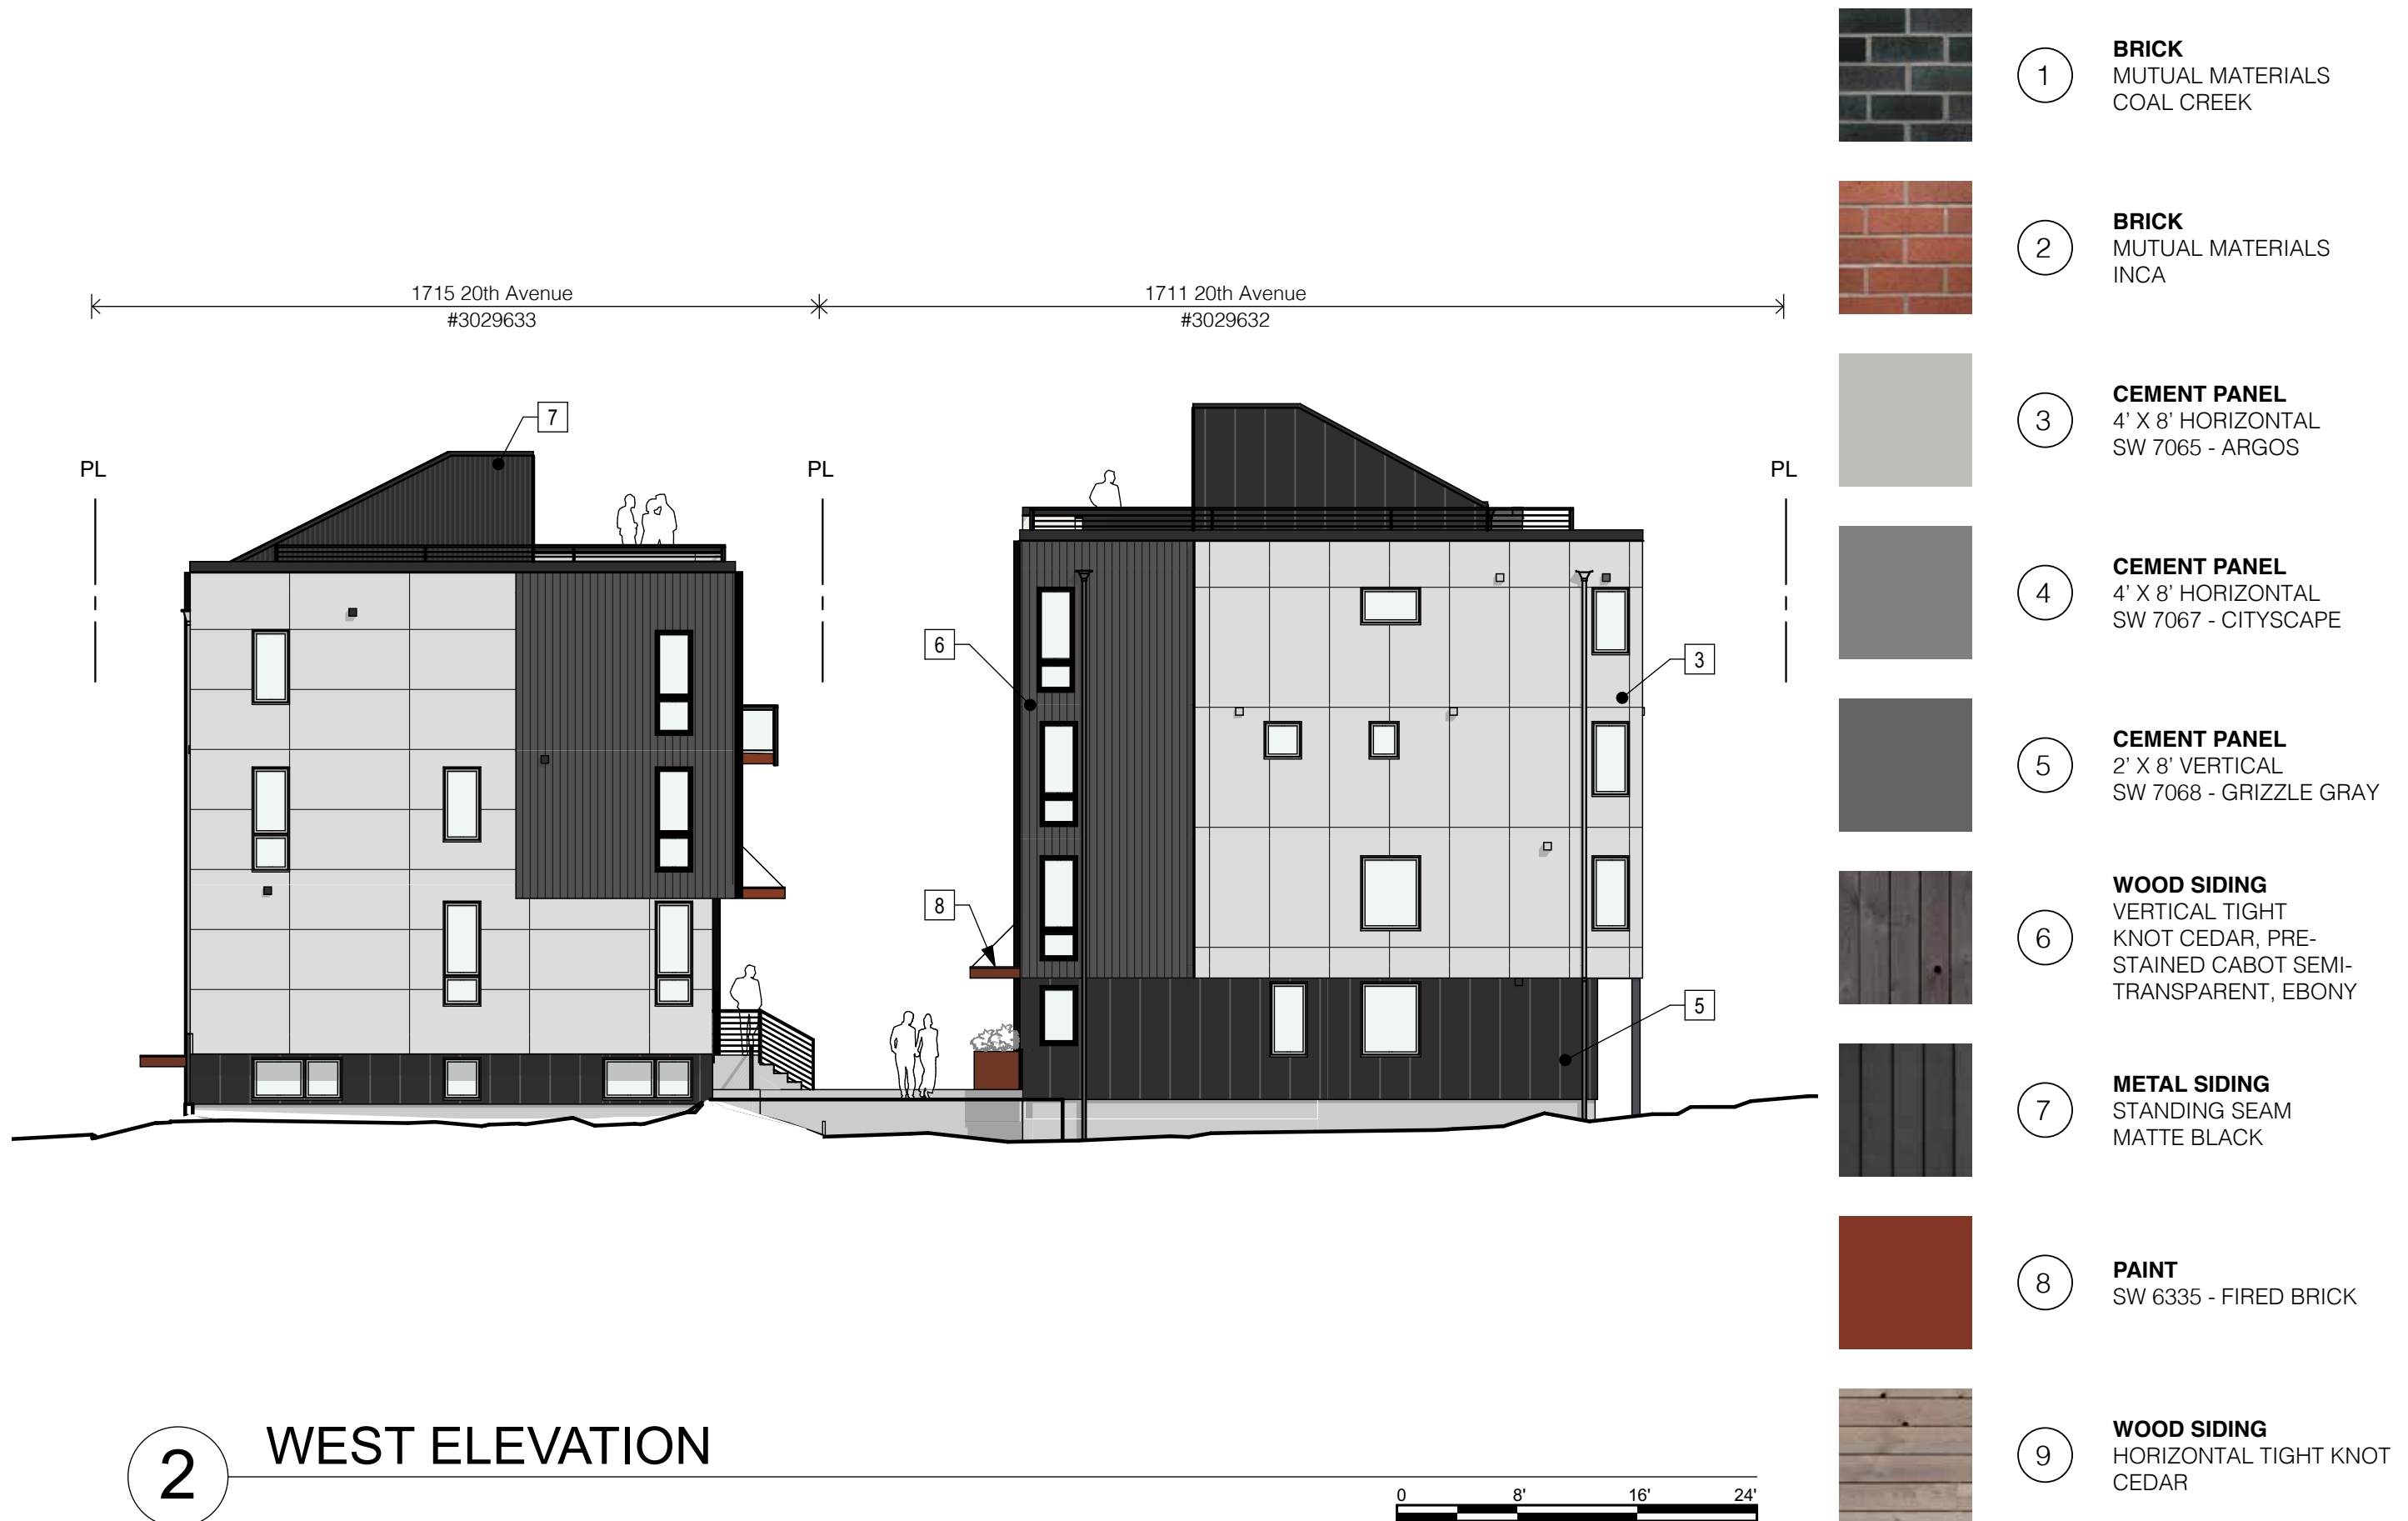 1715 20th Avenue
#3029633
1711 20th Avenue
#3029632
PL
PL
PL
7
6
3
8
5
2
WEST ELEVATION
0 8' 16' 24'
1
BRICK
MUTUAL MATERIALS
COAL CREEK
2
BRICK
MUTUAL MATERIALS
INCA
3
CEMENT PANEL
4’ X 8’ HORIZONTAL
SW 7065 - ARGOS
4
CEMENT PANEL
4’ X 8’ HORIZONTAL
SW 7067 - CITYSCAPE
5
CEMENT PANEL
2’ X 8’ VERTICAL
SW 7068 - GRIZZLE GRAY
6
WOOD SIDING
VERTICAL TIGHT
KNOT CEDAR, PRE-
STAINED CABOT SEMI-
TRANSPARENT, EBONY
7
METAL SIDING
STANDING SEAM
MATTE BLACK
8
PAINT
SW 6335 - FIRED BRICK
9
WOOD SIDING
HORIZONTAL TIGHT KNOT
CEDAR